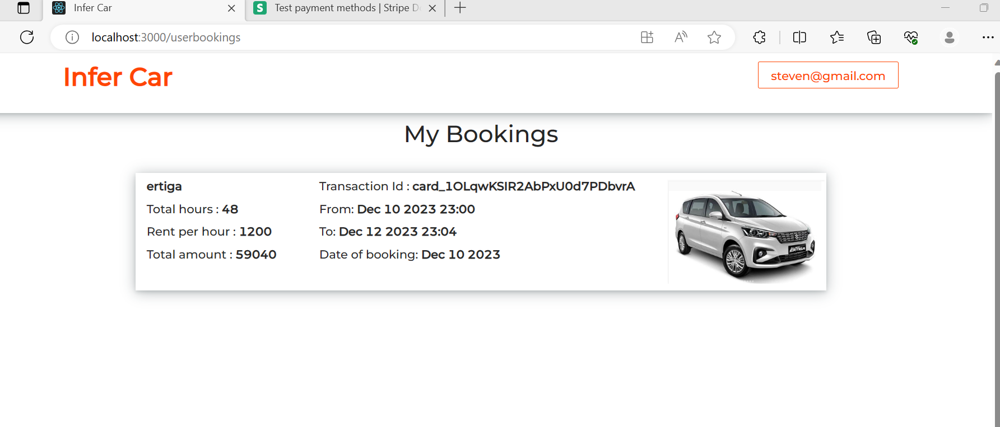 Infer Car
Test payment methods | Stripe D
localhost:3000/userbookings
Infer Car
steven@gmail.com
My Bookings
ertiga
Total hours : 48
Rent per hour : 1200
Total amount : 59040
Transaction Id : card_1OLqwKSIR2AbPxU0d7PDbvrA
From: Dec 10 2023 23:00
To: Dec 12 2023 23:04
Date of booking: Dec 10 2023
ERTIGA